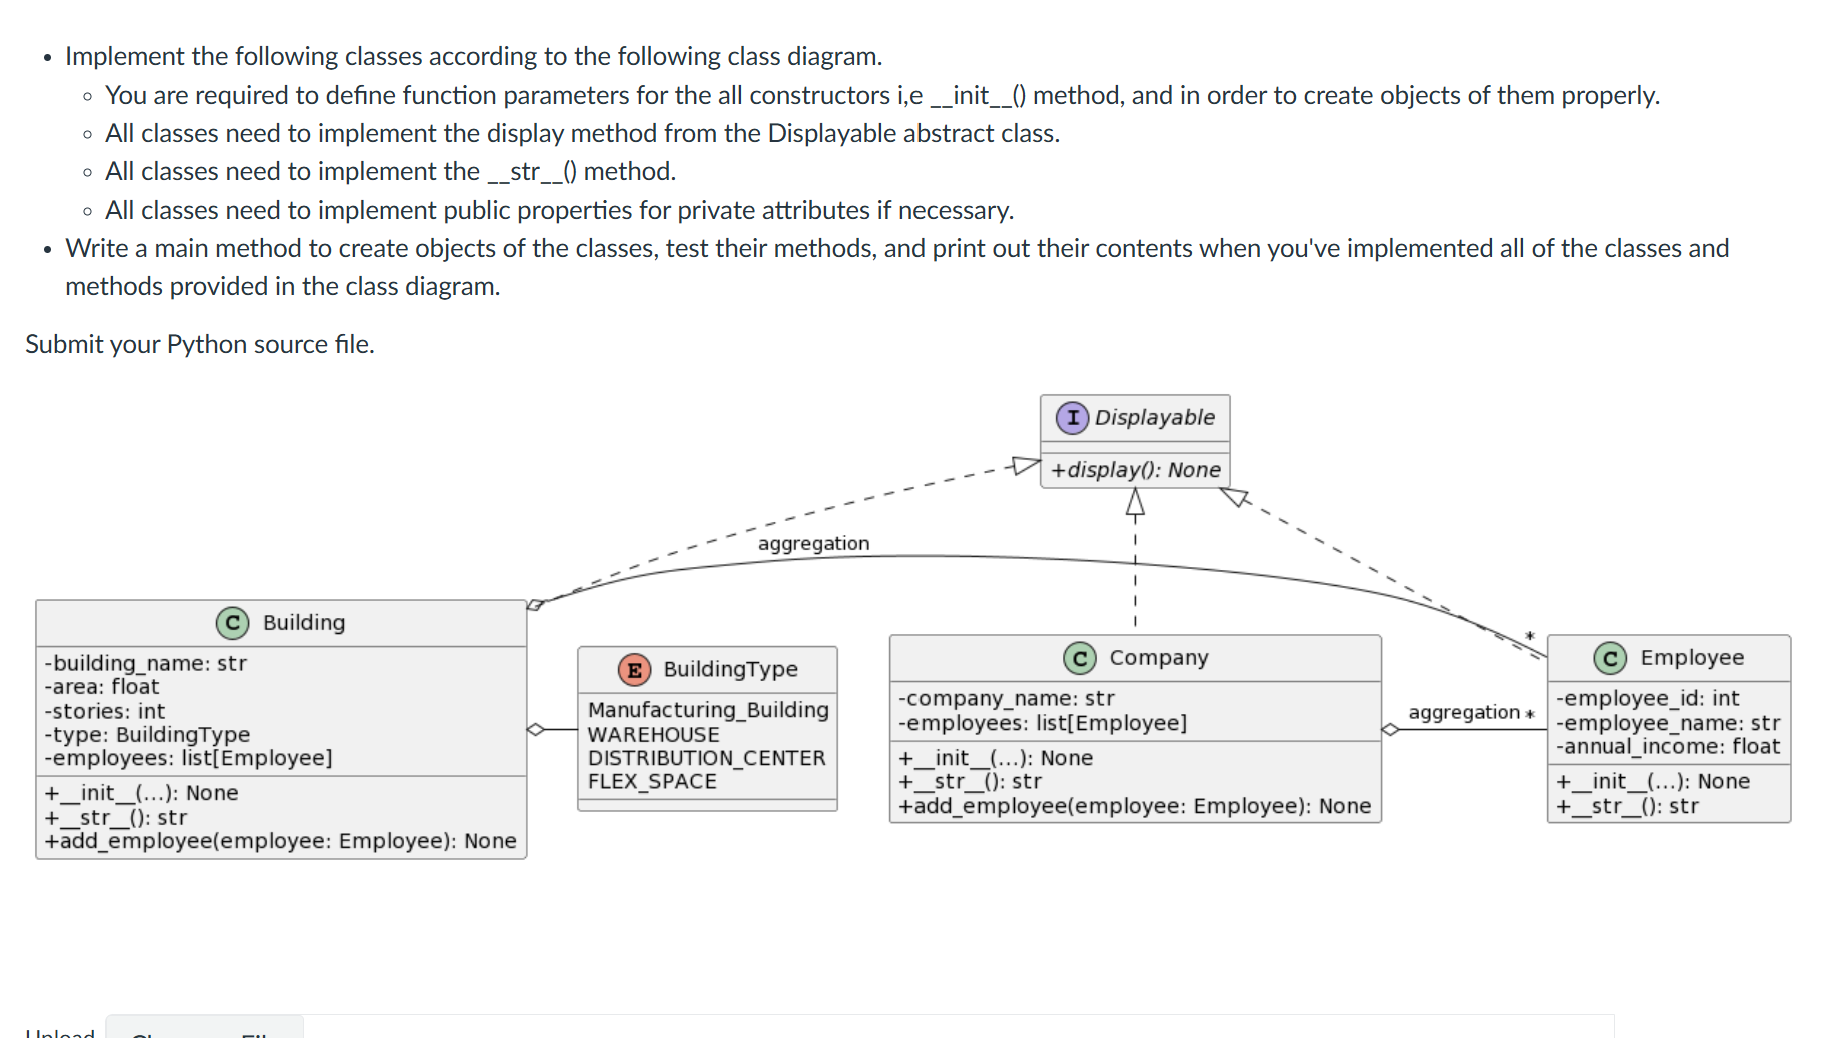 Implement the following classes according to the following class diagram.
You are required to define function parameters for the all constructors i,e __init__() method, and in order to create objects of them properly.
All classes need to implement the display method from the Displayable abstract class.
All classes need to implement the __str__() method.
All classes need to implement public properties for private attributes if necessary.
Write a main method to create objects of the classes, test their methods, and print out their contents when you've implemented all of the classes and
methods provided in the class diagram.
Submit your Python source file.
I Displayable
+display(): None
aggregation
C Building
-building_name: str
-area: float
-stories: int
-type: BuildingType
-employees: list[Employee]
+__init__(...): None
+__str__(): str
+add_employee(employee: Employee): None
E BuildingType
Manufacturing_Building
WAREHOUSE
DISTRIBUTION_CENTER
FLEX_SPACE
C Company
-company_name: str
-employees: list[Employee]
+__init__(...): None
+__str__(): str
+add_employee(employee: Employee): None
aggregation *
*
C Employee
-employee_id: int
-employee_name: str
-annual_income: float
+__init__(...): None
+__str__(): str
Upload